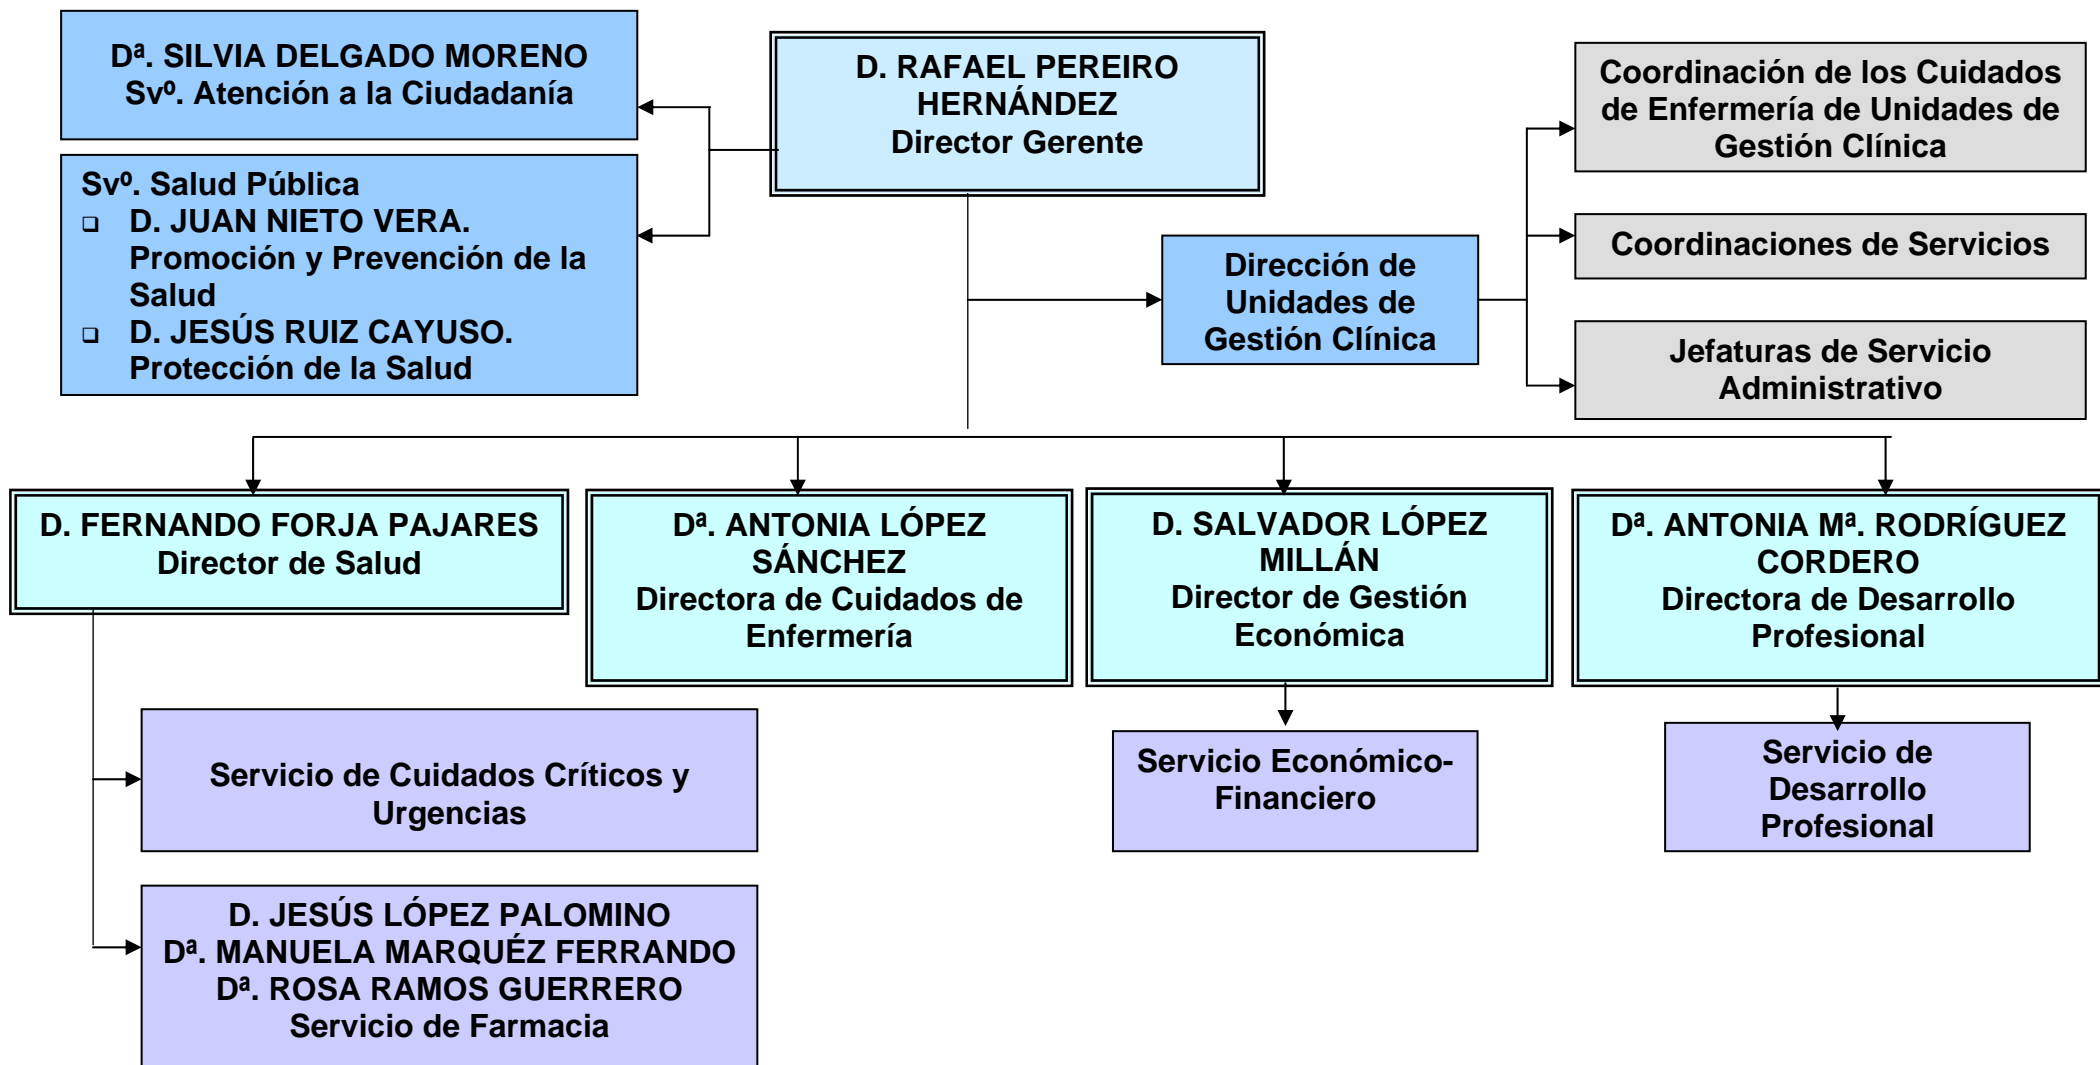 Dª. SILVIA DELGADO MORENO
Svº. Atención a la Ciudadanía
Svº. Salud Pública
❑ D. JUAN NIETO VERA.
Promoción y Prevención de la
Salud
❑ D. JESÚS RUIZ CAYUSO.
Protección de la Salud
D. RAFAEL PEREIRO
HERNÁNDEZ
Director Gerente
Dirección de
Unidades de
Gestión Clínica
Coordinación de los Cuidados
de Enfermería de Unidades de
Gestión Clínica
Coordinaciones de Servicios
Jefaturas de Servicio
Administrativo
D. FERNANDO FORJA PAJARES
Director de Salud
Dª. ANTONIA LÓPEZ
SÁNCHEZ
Directora de Cuidados de
Enfermería
D. SALVADOR LÓPEZ
MILLÁN
Director de Gestión
Económica
Dª. ANTONIA Mª. RODRÍGUEZ
CORDERO
Directora de Desarrollo
Profesional
Servicio de Cuidados Críticos y
Urgencias
D. JESÚS LÓPEZ PALOMINO
Dª. MANUELA MARQUÉZ FERRANDO
Dª. ROSA RAMOS GUERRERO
Servicio de Farmacia
Servicio Económico-
Financiero
Servicio de
Desarrollo
Profesional